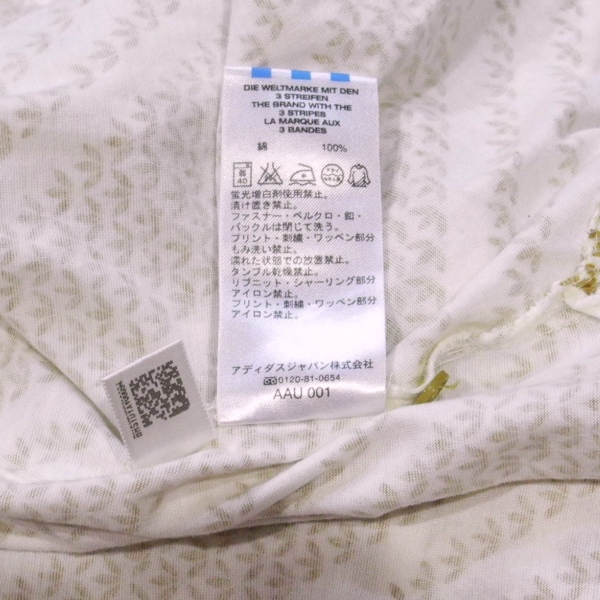 DIE WELTMARKE MIT DEN
3 STREIFEN
THE BRAND WITH THE
3 STRIPES
LA MARQUE AUX
3 BANDES
綿 100%
40
蛍光増白剤使用禁止。
漬け置き禁止。
ファスナー・ベルクロ・釦・
バックルは閉じて洗う。
プリント・刺繍・ワッペン部分
もみ洗い禁止。
濡れた状態での放置禁止。
タンブル乾燥禁止。
リブニット・シャーリング部分
アイロン禁止。
プリント・刺繍・ワッペン部分
アイロン禁止。
アディダスジャパン株式会社
0120-81-0654
AAU 001